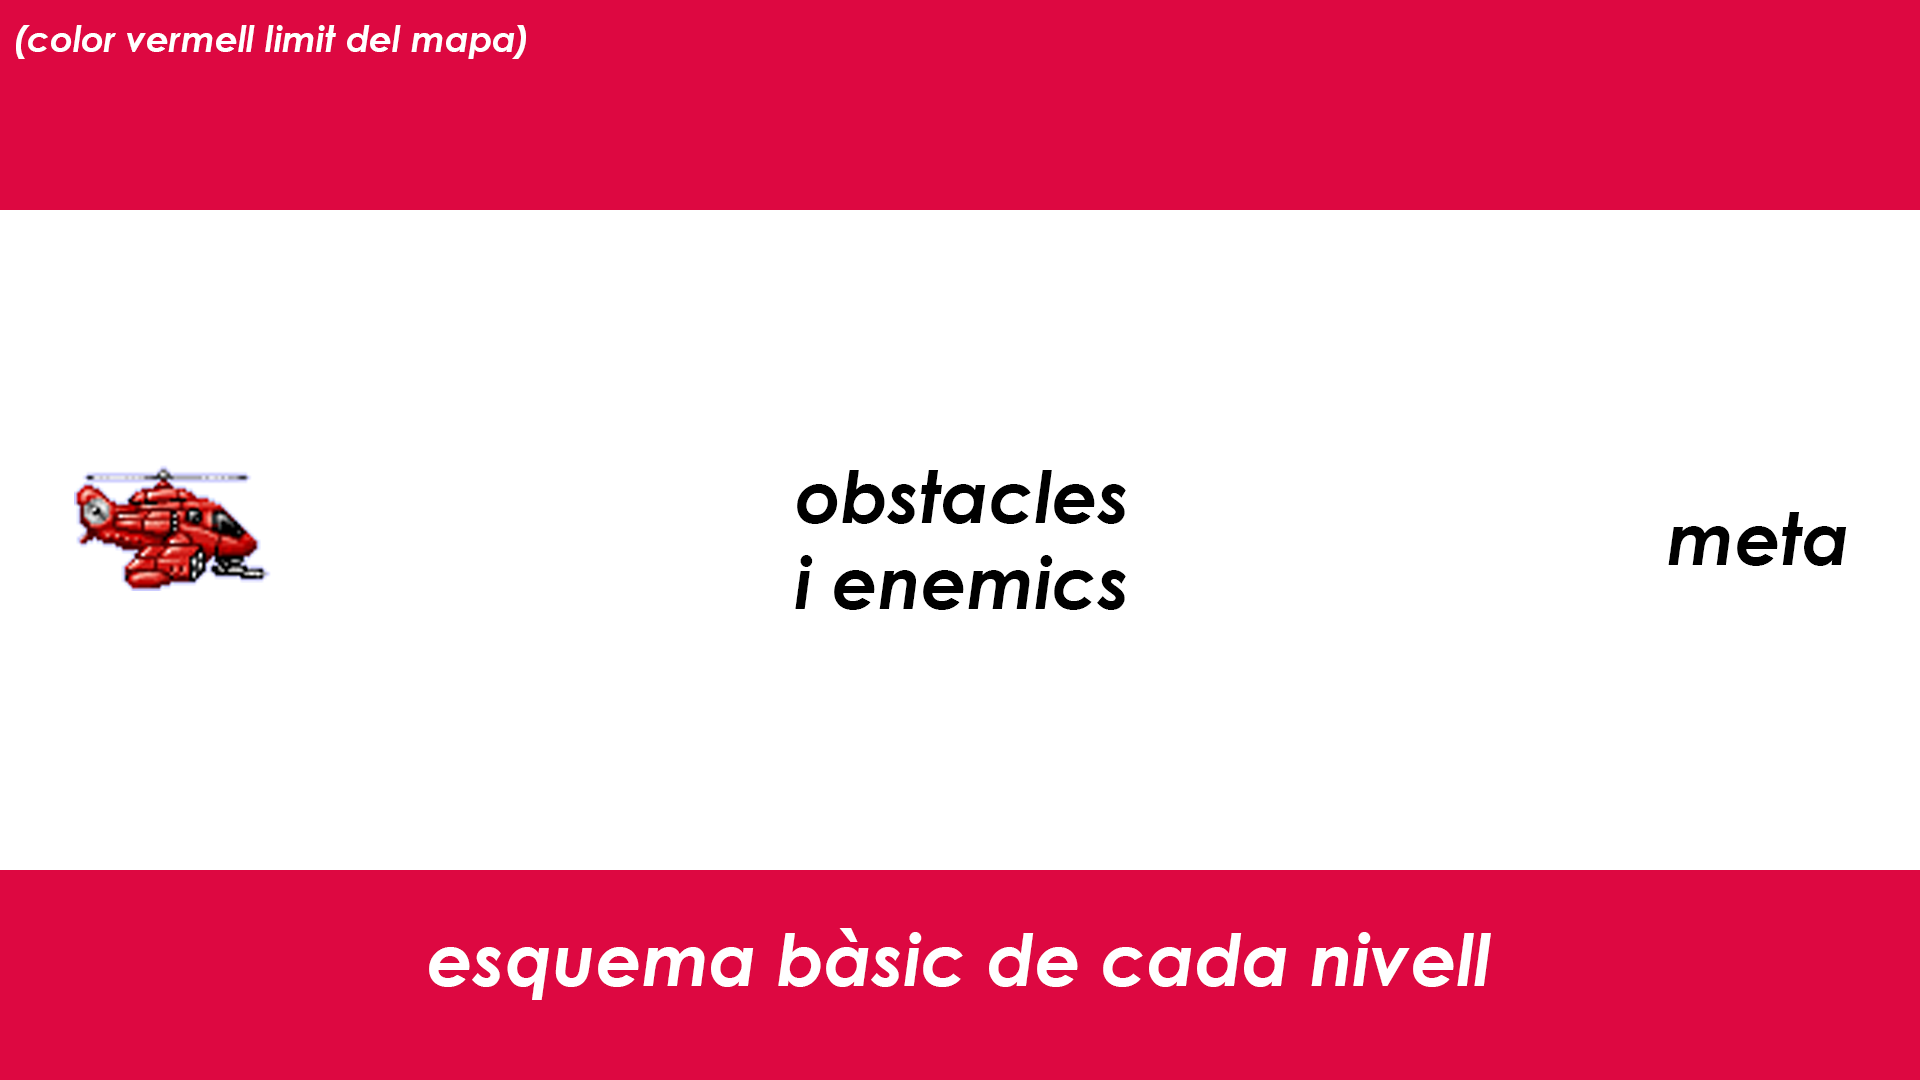 (color vermell limit del mapa)
obstacles
i enemics
meta
esquema bàsic de cada nivell